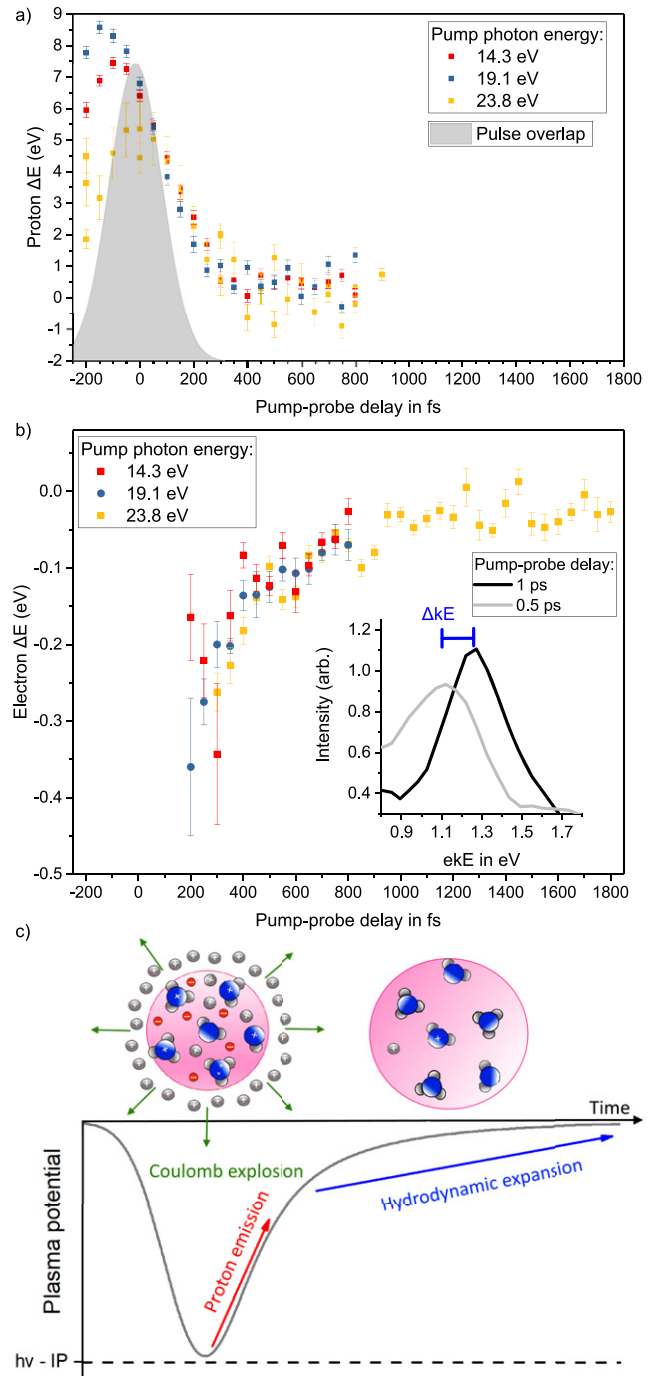 a)
Pump photon energy:
14.3 eV
19.1 eV
23.8 eV
Pulse overlap
Proton ΔE (eV)
9
8
7
6
5
4
3
2
1
0
-1
-2
-200 0 200 400 600 800 1000 1200 1400 1600 1800
Pump-probe delay in fs
b)
Pump photon energy:
14.3 eV
19.1 eV
23.8 eV
Electron ΔE (eV)
0.0
-0.1
-0.2
-0.3
-0.4
-0.5
Pump-probe delay:
1 ps
0.5 ps
ΔkE
Intensity (arb.)
1.2
1.0
0.8
0.6
0.4
0.9 1.1 1.3 1.5 1.7
ekE in eV
-200 0 200 400 600 800 1000 1200 1400 1600 1800
Pump-probe delay in fs
c)
Time
Coulomb explosion
Proton emission
Hydrodynamic expansion
Plasma potential
hν - IP